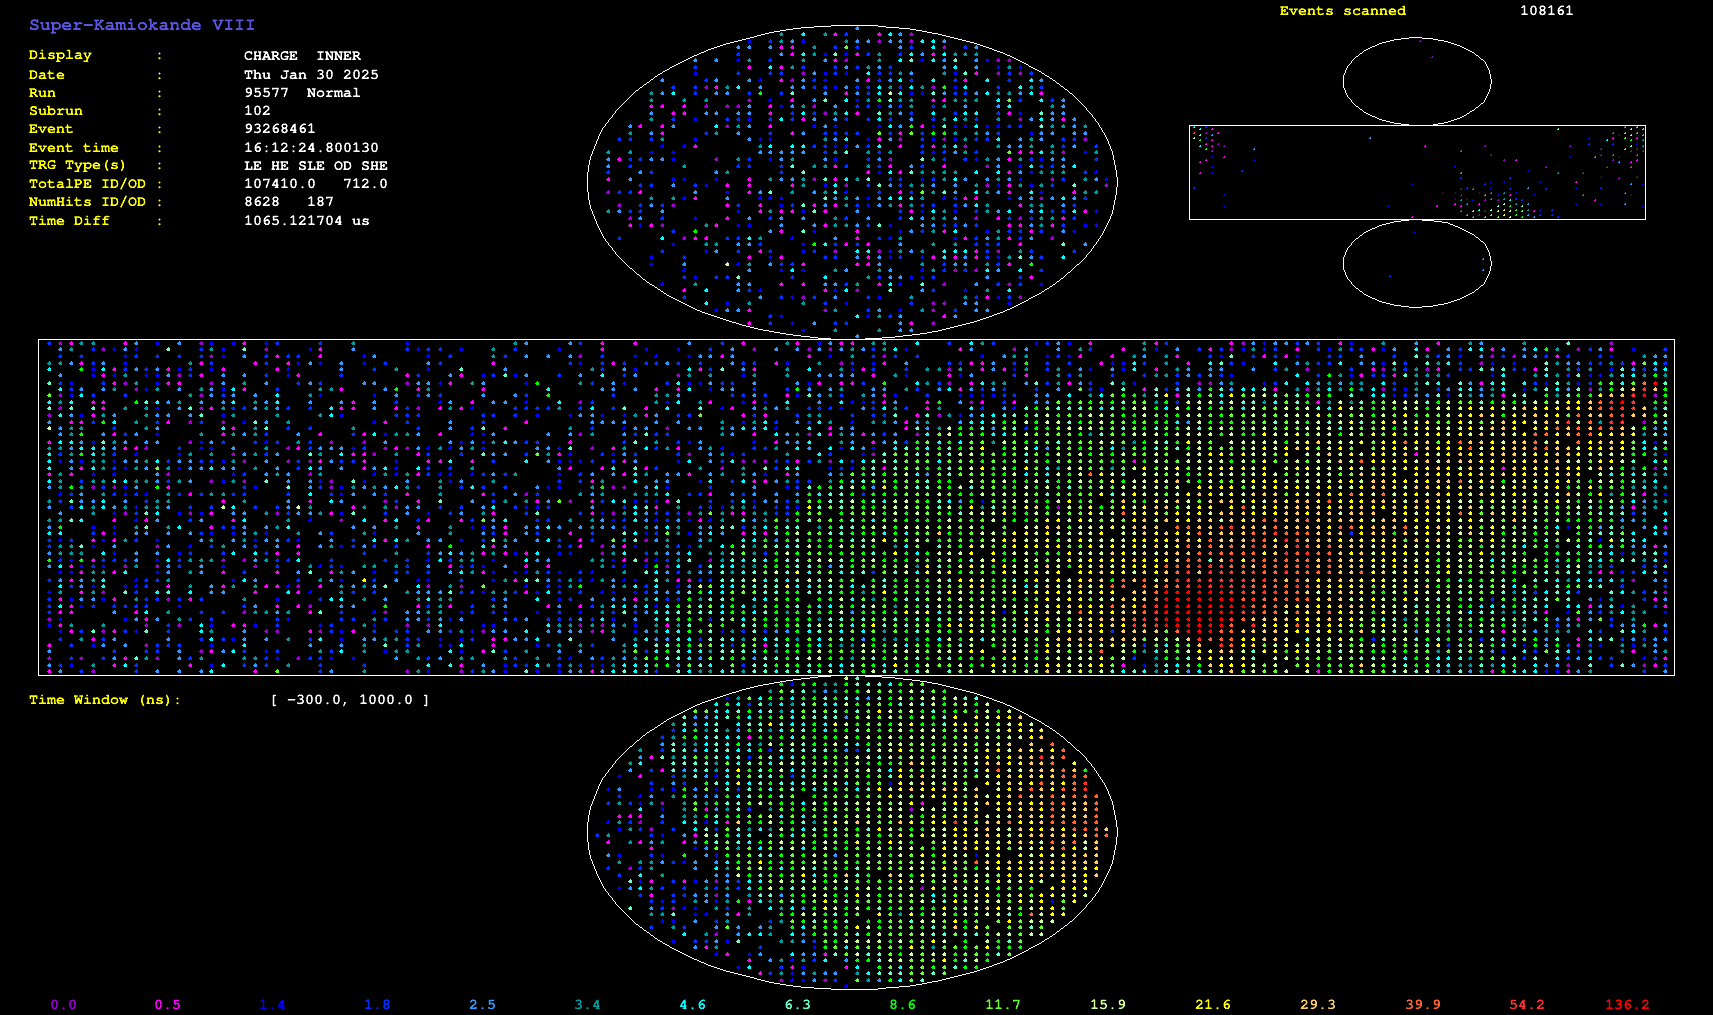 Super-Kamiokande VIII
Events scanned 108161
Display : CHARGE INNER
Date : Thu Jan 30 2025
Run : 95577 Normal
Subrun : 102
Event : 93268461
Event time : 16:12:24.800130
TRG Type(s) : LE HE SLE OD SHE
TotalPE ID/OD : 107410.0 712.0
NumHits ID/OD : 8628 187
Time Diff : 1065.121704 us
Time Window (ns): [ -300.0, 1000.0 ]
0.0 0.5 1.4 1.8 2.5 3.4 4.6 6.3 8.6 11.7 15.9 21.6 29.3 39.9 54.2 136.2